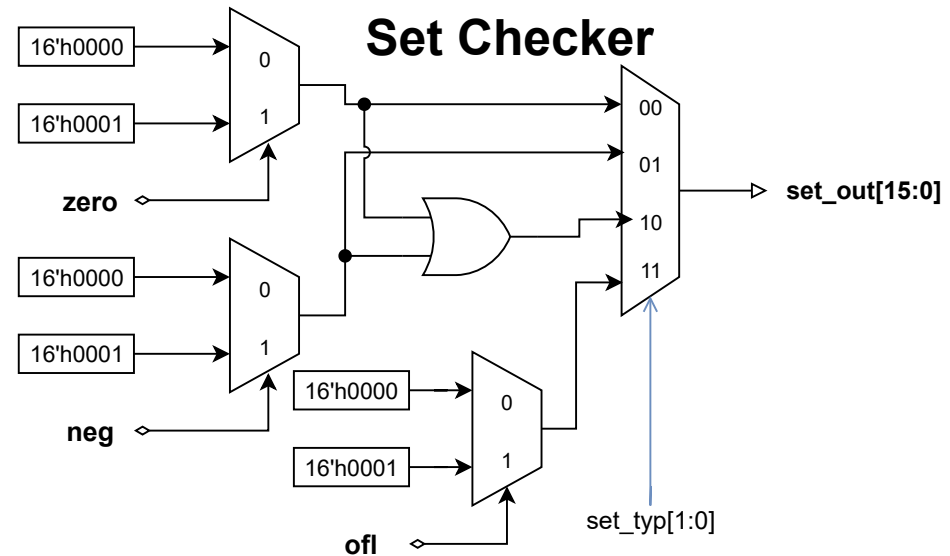 Set Checker
16'h0000
0
16'h0001
1
zero
00
01
10
11
set_out[15:0]
16'h0000
0
16'h0001
1
neg
16'h0000
0
16'h0001
1
ofl
set_typ[1:0]